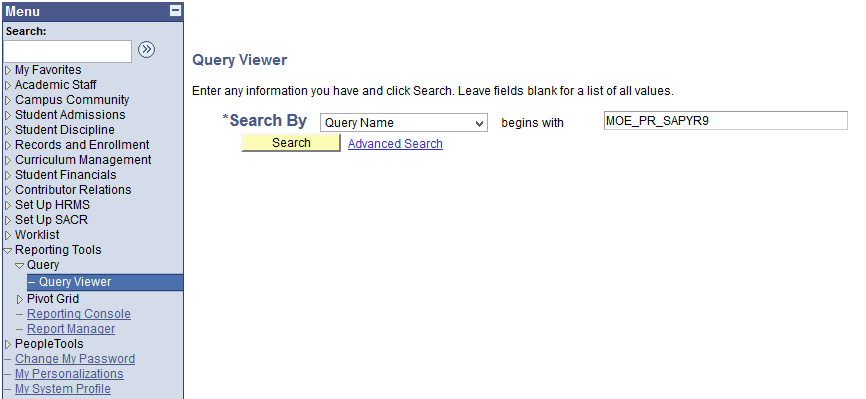 Menu
Search:
My Favorites
Academic Staff
Campus Community
Student Admissions
Student Discipline
Records and Enrollment
Curriculum Management
Student Financials
Contributor Relations
Set Up HRMS
Set Up SACR
Worklist
Reporting Tools
Query
Query Viewer
Pivot Grid
Reporting Console
Report Manager
PeopleTools
Change My Password
My Personalizations
My System Profile
Query Viewer
Enter any information you have and click Search. Leave fields blank for a list of all values.
*Search By Query Name begins with MOE_PR_SAPYR9
Search Advanced Search